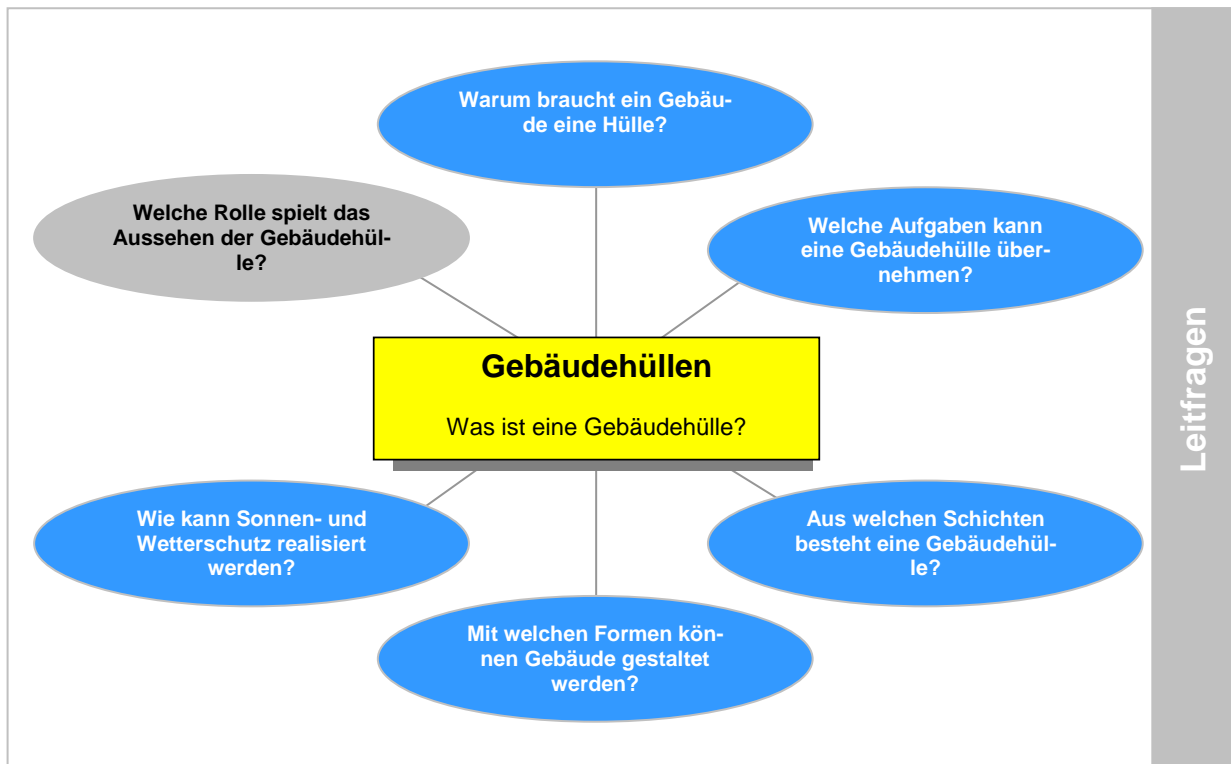 Warum braucht ein Gebäu-
de eine Hülle?
Welche Rolle spielt das
Aussehen der Gebäudehül-
le?
Welche Aufgaben kann
eine Gebäudehülle über-
nehmen?
Gebäudehüllen
Was ist eine Gebäudehülle?
Wie kann Sonnen- und
Wetterschutz realisiert
werden?
Aus welchen Schichten
besteht eine Gebäudehül-
le?
Mit welchen Formen kön-
nen Gebäude gestaltet
werden?
Leitfragen